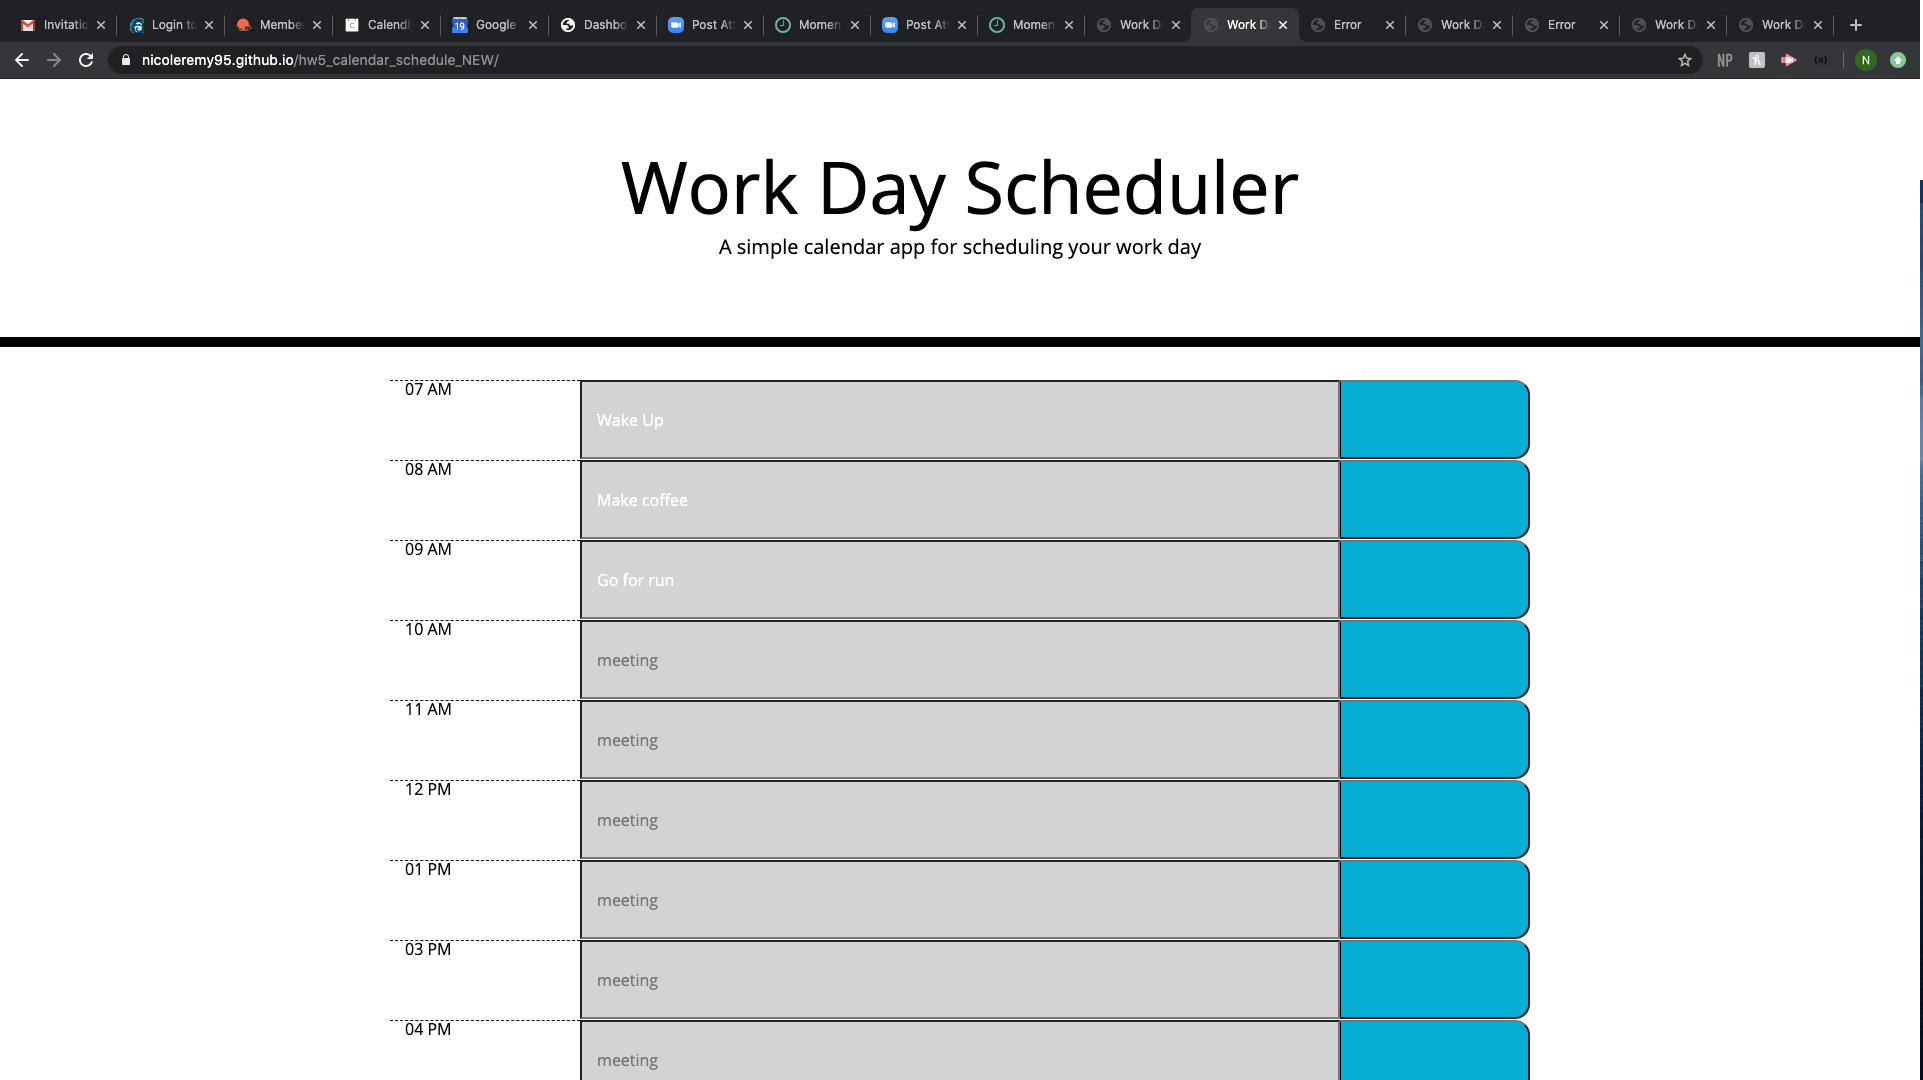 Invitatio
Login to
Membe
Calend
19
Google
Dashbo
Post At
Momen
Post At
Momen
Work D
Work D
Error
Work D
Error
Work D
Work D
nicoleremy95.github.io/hw5_calendar_schedule_NEW/
NP
N
Work Day Scheduler
A simple calendar app for scheduling your work day
07 AM
Wake Up
08 AM
Make coffee
09 AM
Go for run
10 AM
meeting
11 AM
meeting
12 PM
meeting
01 PM
meeting
03 PM
meeting
04 PM
meeting